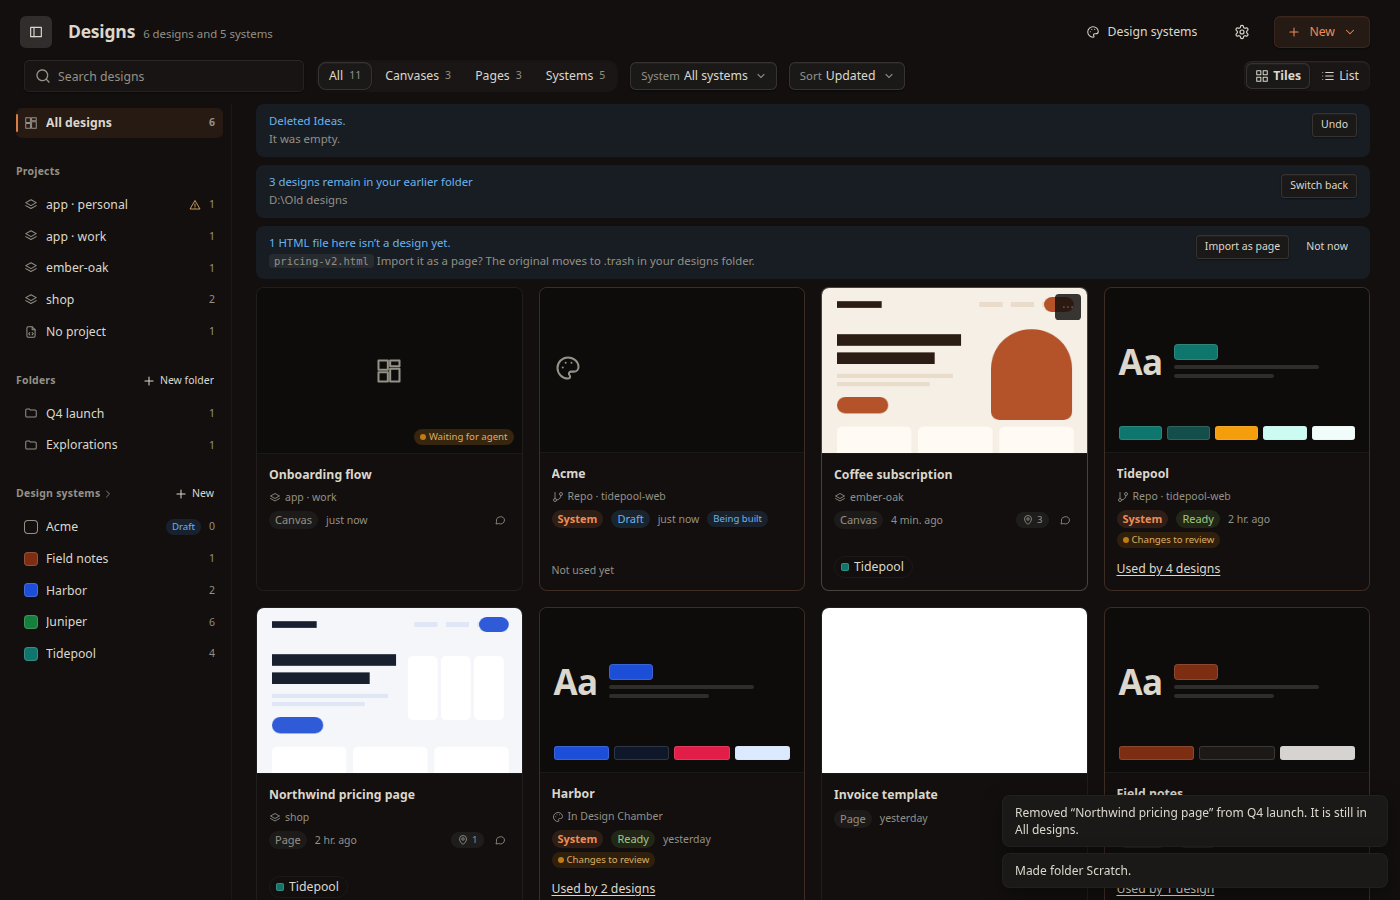 Designs 6 designs and 5 systems
Design systems
New
Search designs
All 11 Canvases 3 Pages 3 Systems 5
System All systems
Sort Updated
Tiles List
All designs 6
Projects
app · personal 1
app · work 1
ember-oak 1
shop 2
No project 1
Folders New folder
Q4 launch 1
Explorations 1
Design systems New
Acme Draft 0
Field notes 1
Harbor 2
Juniper 6
Tidepool 4
Deleted Ideas.
It was empty.
Undo
3 designs remain in your earlier folder
D:\Old designs
Switch back
1 HTML file here isn’t a design yet.
pricing-v2.html Import it as a page? The original moves to .trash in your designs folder.
Import as page Not now
Waiting for agent
Onboarding flow
app · work
Canvas just now
Acme
Repo · tidepool-web
System Draft just now Being built
Not used yet
Coffee subscription
ember-oak
Canvas 4 min. ago 3
Tidepool
Aa
Tidepool
Repo · tidepool-web
System Ready 2 hr. ago
Changes to review
Used by 4 designs
Northwind pricing page
shop
Page 2 hr. ago 1
Tidepool
Aa
Harbor
In Design Chamber
System Ready yesterday
Changes to review
Used by 2 designs
Invoice template
Page yesterday
Aa
Field notes
Used by 1 design
Removed “Northwind pricing page” from Q4 launch. It is still in
All designs.
Made folder Scratch.